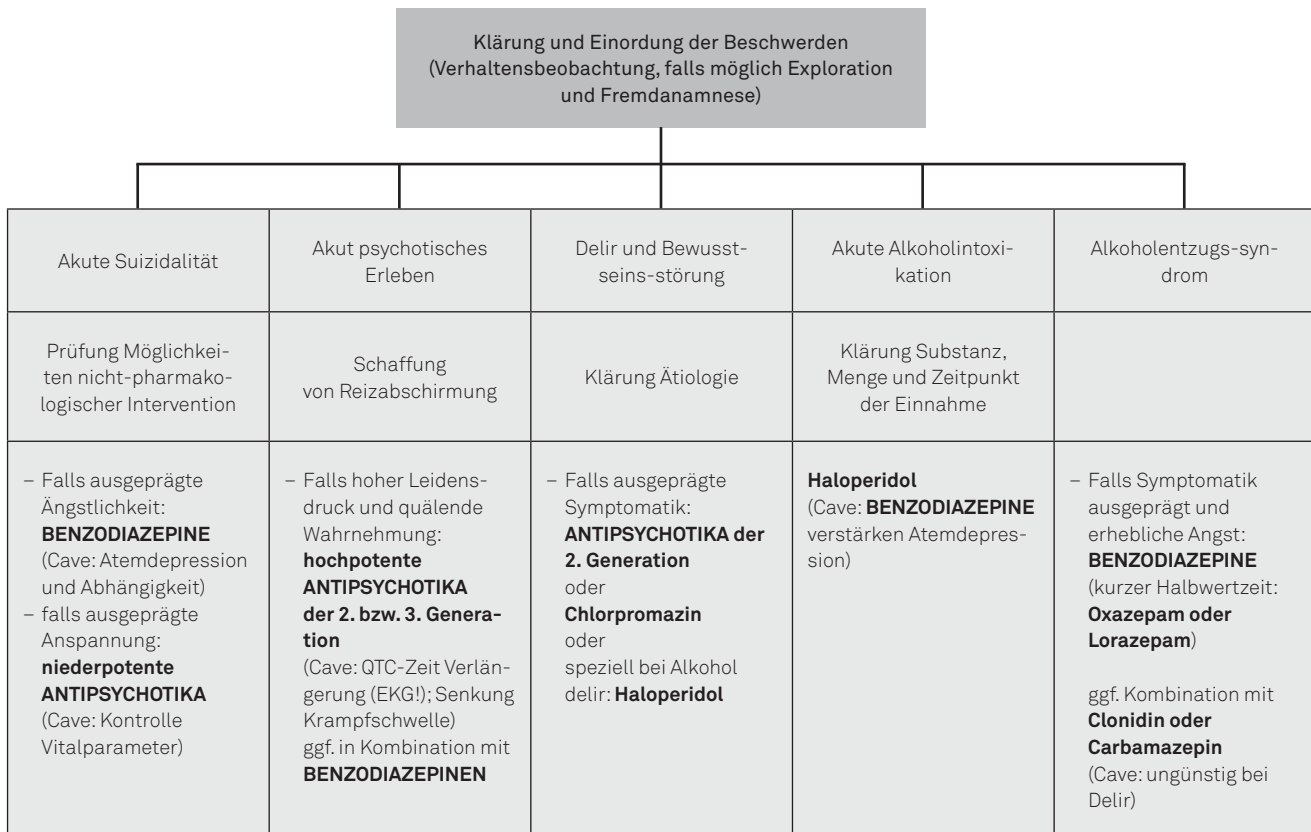 Klärung und Einordung der Beschwerden
(Verhaltensbeobachtung, falls möglich Exploration
und Fremdanamnese)
Akute Suizidalität
Akut psychotisches
Erleben
Delir und Bewusst-
seins-störung
Akute Alkoholintoxi-
kation
Alkoholentzugs-syn-
drom
Prüfung Möglichkei-
ten nicht-pharmako-
logischer Intervention
Schaffung
von Reizabschirmung
Klärung Ätiologie
Klärung Substanz,
Menge und Zeitpunkt
der Einnahme
– Falls ausgeprägte
Ängstlichkeit:
BENZODIAZEPINE
(Cave: Atemdepression
und Abhängigkeit)
– falls ausgeprägte
Anspannung:
niederpotente
ANTIPSYCHOTIKA
(Cave: Kontrolle
Vitalparameter)
– Falls hoher Leidens-
druck und quälende
Wahrnehmung:
hochpotente
ANTIPSYCHOTIKA
der 2. bzw. 3. Genera-
tion
(Cave: QTC-Zeit Verlän-
gerung (EKG!); Senkung
Krampfschwelle)
ggf. in Kombination mit
BENZODIAZEPINEN
– Falls ausgeprägte
Symptomatik:
ANTIPSYCHOTIKA der
2. Generation
oder
Chlorpromazin
oder
speziell bei Alkohol
delir: Haloperidol
Haloperidol
(Cave: BENZODIAZEPINE
verstärken Atemdepres-
sion)
– Falls Symptomatik
ausgeprägt und
erhebliche Angst:
BENZODIAZEPINE
(kurzer Halbwertzeit:
Oxazepam oder
Lorazepam)
ggf. Kombination mit
Clonidin oder
Carbamazepin
(Cave: ungünstig bei
Delir)